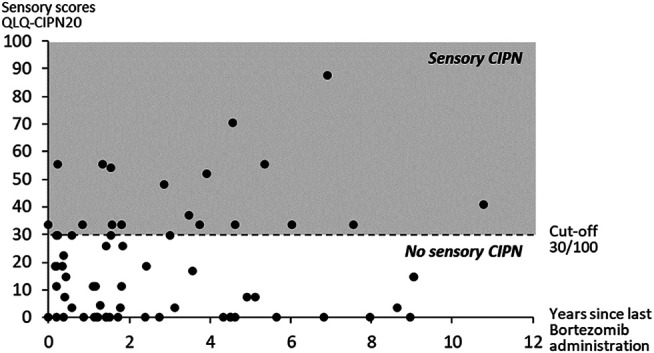 Sensory scores
QLQ-CIPN20
100
90
80
70
60
50
40
30
20
10
0
Sensory CIPN
No sensory CIPN
Cut-off
30/100
0 2 4 6 8 10 12
Years since last
Bortezomib
administration